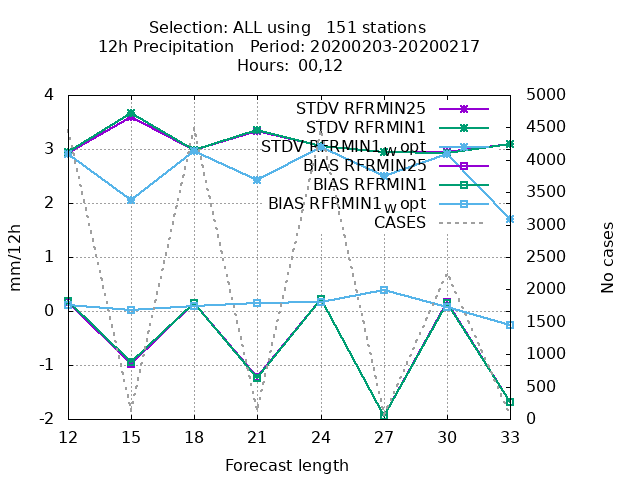 Selection: ALL using   151 stations
12h Precipitation   Period: 20200203-20200217
Hours: 00,12
4
3
2
1
0
-1
-2
mm/12h
5000
4500
4000
3500
3000
2500
2000
1500
1000
500
0
No cases
STDV RFRMIN25
STDV RFRMIN1
STDV RFRMIN1_w opt
BIAS RFRMIN25
BIAS RFRMIN1
BIAS RFRMIN1_w opt
CASES
12 15 18 21 24 27 30 33
Forecast length